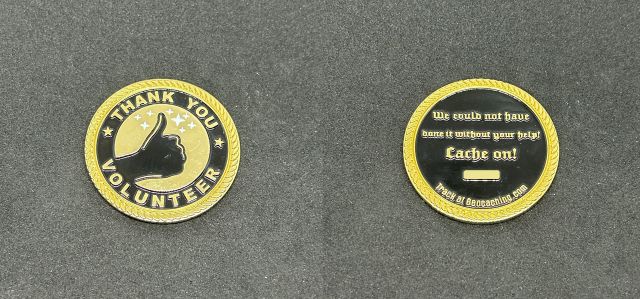 THANK YOU
VOLUNTEER
We could not have
done it without your help!
Cache on!
Track at Geocaching.com